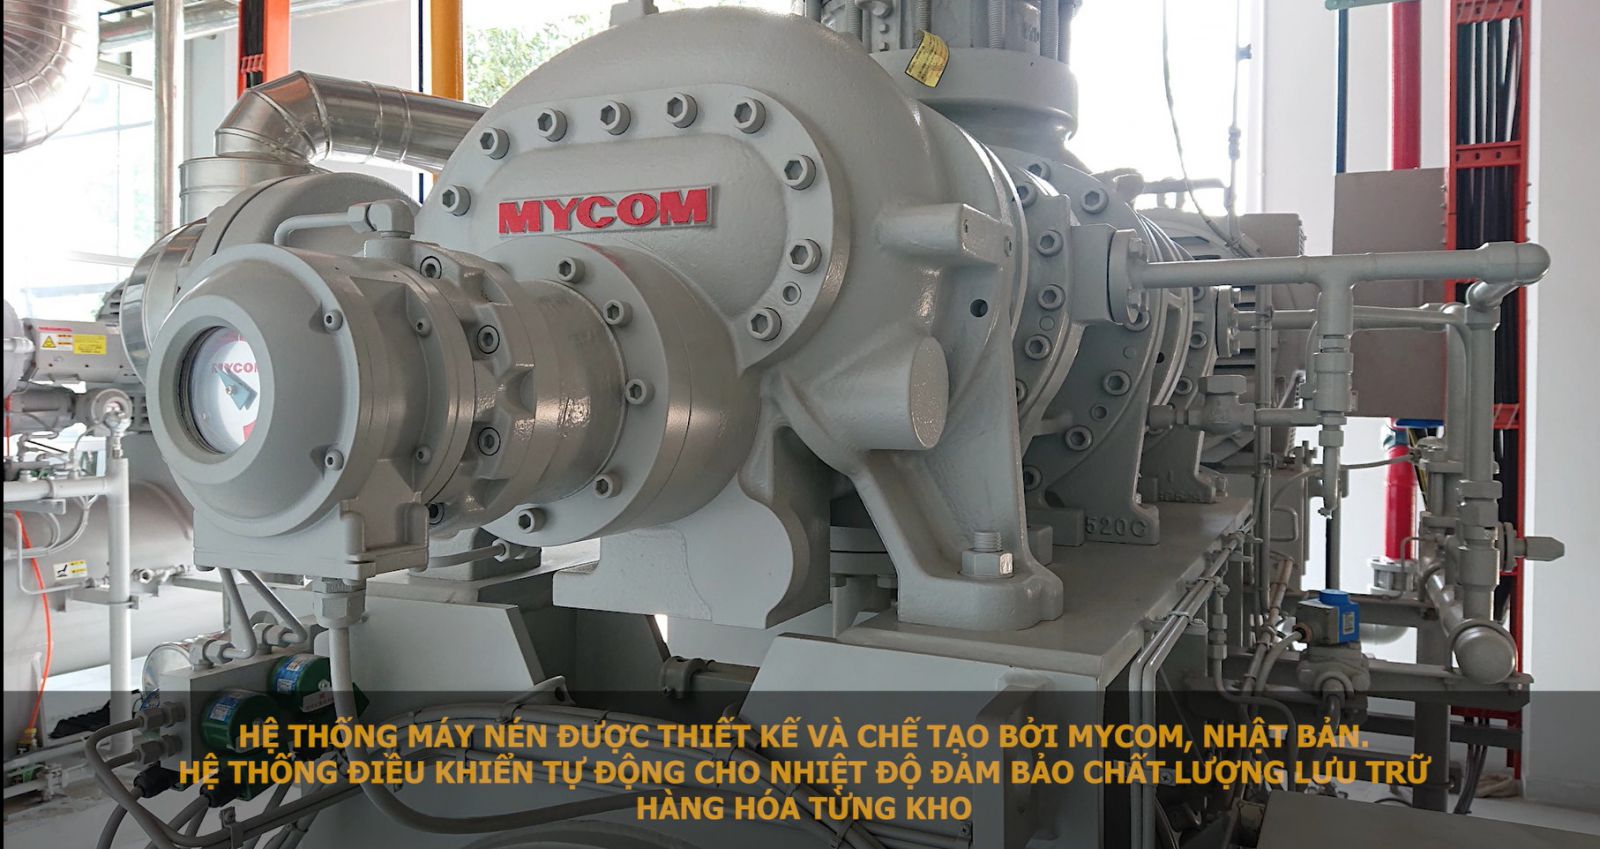 MYCOM
MYCOM
520C
HỆ THỐNG MÁY NÉN ĐƯỢC THIẾT KẾ VÀ CHẾ TẠO BỞI MYCOM, NHẬT BẢN.
HỆ THỐNG ĐIỀU KHIỂN TỰ ĐỘNG CHO NHIỆT ĐỘ ĐẢM BẢO CHẤT LƯỢNG LƯU TRỮ
HÀNG HÓA TỪNG KHO